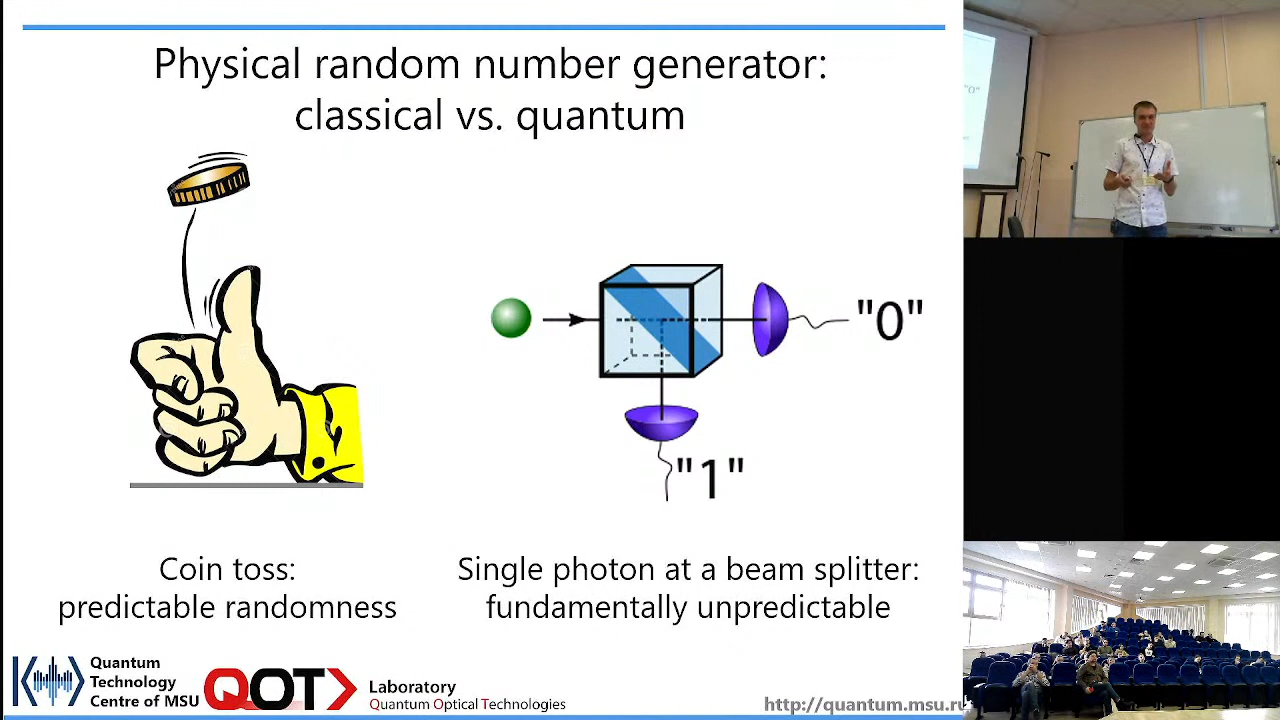 Physical random number generator:
classical vs. quantum
"0"
"1"
Coin toss:
predictable randomness
Single photon at a beam splitter:
fundamentally unpredictable
Quantum
Technology
Centre of MSU
QOT
Laboratory
Quantum Optical Technologies
http://quantum.msu.ru
"0"